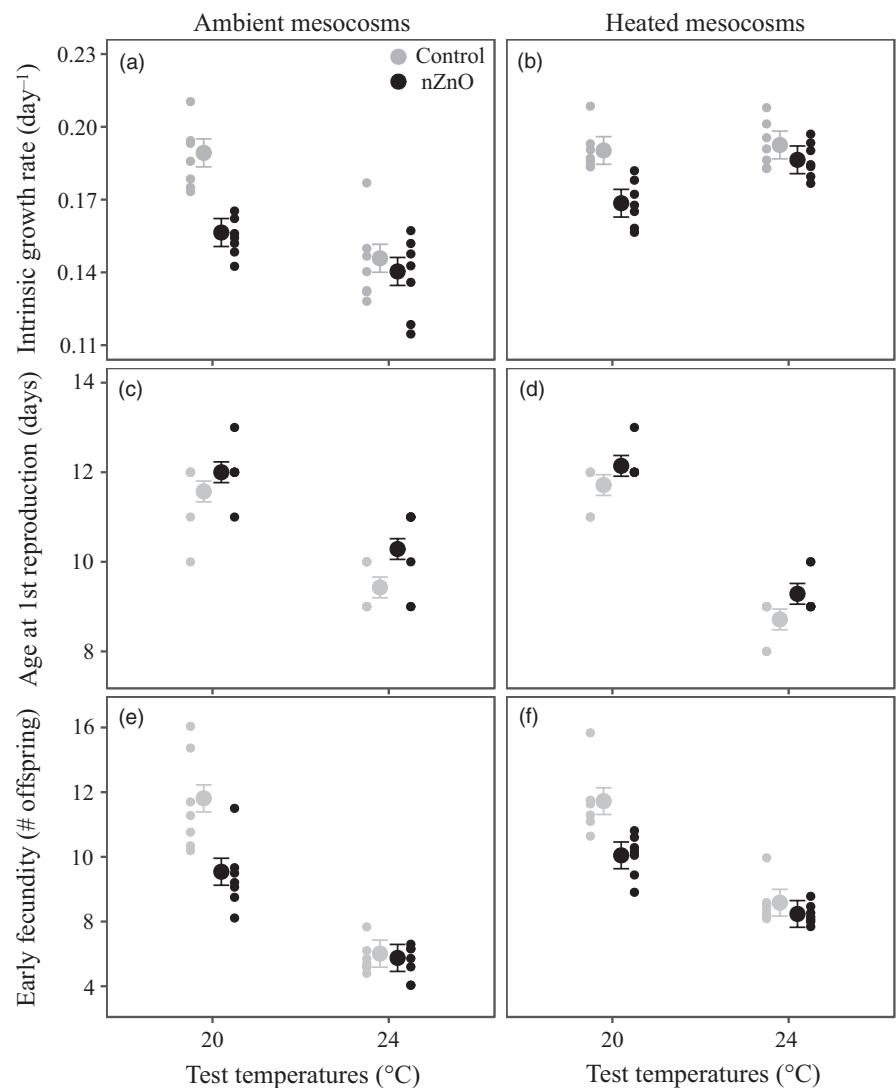 Ambient mesocosms
Heated mesocosms
Intrinsic growth rate (day⁻¹)
0.23
0.20
0.17
0.14
0.11
(a)
Control
nZnO
(b)
Age at 1st reproduction (days)
14
12
10
8
(c)
(d)
Early fecundity (# offspring)
16
12
10
8
4
(e)
(f)
20
24
20
24
Test temperatures (°C)
Test temperatures (°C)